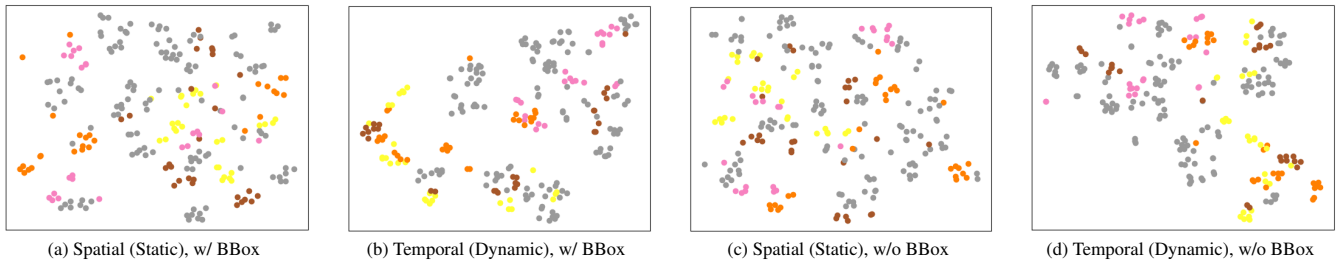 (a) Spatial (Static), w/ BBox
(b) Temporal (Dynamic), w/ BBox
(c) Spatial (Static), w/o BBox
(d) Temporal (Dynamic), w/o BBox